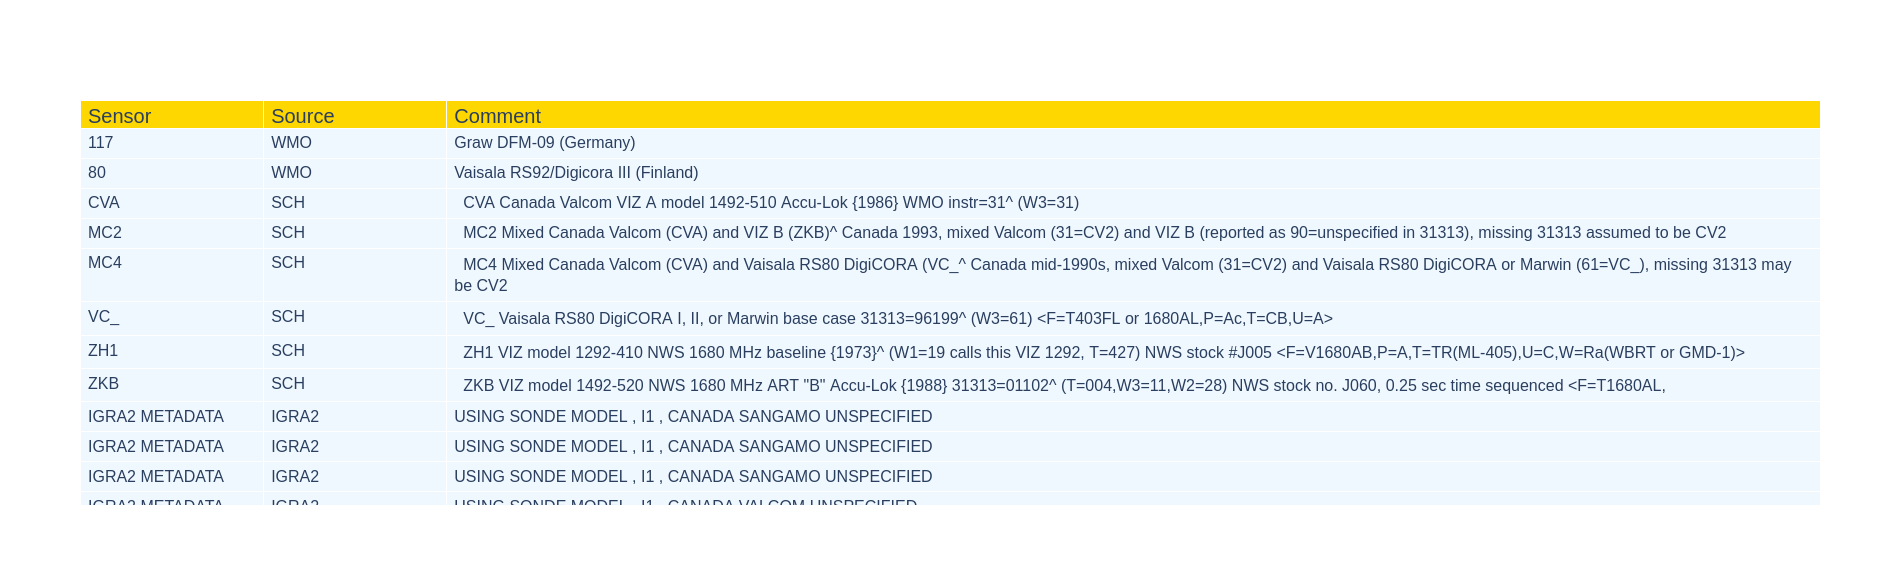 Sensor Source Comment
117 WMO Graw DFM-09 (Germany)
80 WMO Vaisala RS92/Digicora III (Finland)
CVA SCH CVA Canada Valcom VIZ A model 1492-510 Accu-Lok {1986} WMO instr=31^ (W3=31)
MC2 SCH MC2 Mixed Canada Valcom (CVA) and VIZ B (ZKB)^ Canada 1993, mixed Valcom (31=CV2) and VIZ B (reported as 90=unspecified in 31313), missing 31313 assumed to be CV2
MC4 SCH MC4 Mixed Canada Valcom (CVA) and Vaisala RS80 DigiCORA (VC_^ Canada mid-1990s, mixed Valcom (31=CV2) and Vaisala RS80 DigiCORA or Marwin (61=VC_), missing 31313 may
be CV2
VC_ SCH VC_ Vaisala RS80 DigiCORA I, II, or Marwin base case 31313=96199^ (W3=61) <F=T403FL or 1680AL,P=Ac,T=CB,U=A>
ZH1 SCH ZH1 VIZ model 1292-410 NWS 1680 MHz baseline {1973}^ (W1=19 calls this VIZ 1292, T=427) NWS stock #J005 <F=V1680AB,P=A,T=TR(ML-405),U=C,W=Ra(WBRT or GMD-1)>
ZKB SCH ZKB VIZ model 1492-520 NWS 1680 MHz ART "B" Accu-Lok {1988} 31313=01102^ (T=004,W3=11,W2=28) NWS stock no. J060, 0.25 sec time sequenced <F=T1680AL,
IGRA2 METADATA IGRA2 USING SONDE MODEL , I1 , CANADA SANGAMO UNSPECIFIED
IGRA2 METADATA IGRA2 USING SONDE MODEL , I1 , CANADA SANGAMO UNSPECIFIED
IGRA2 METADATA IGRA2 USING SONDE MODEL , I1 , CANADA SANGAMO UNSPECIFIED
IGRA2 METADATA IGRA2 USING SONDE MODEL , I1 , CANADA VALCOM UNSPECIFIED